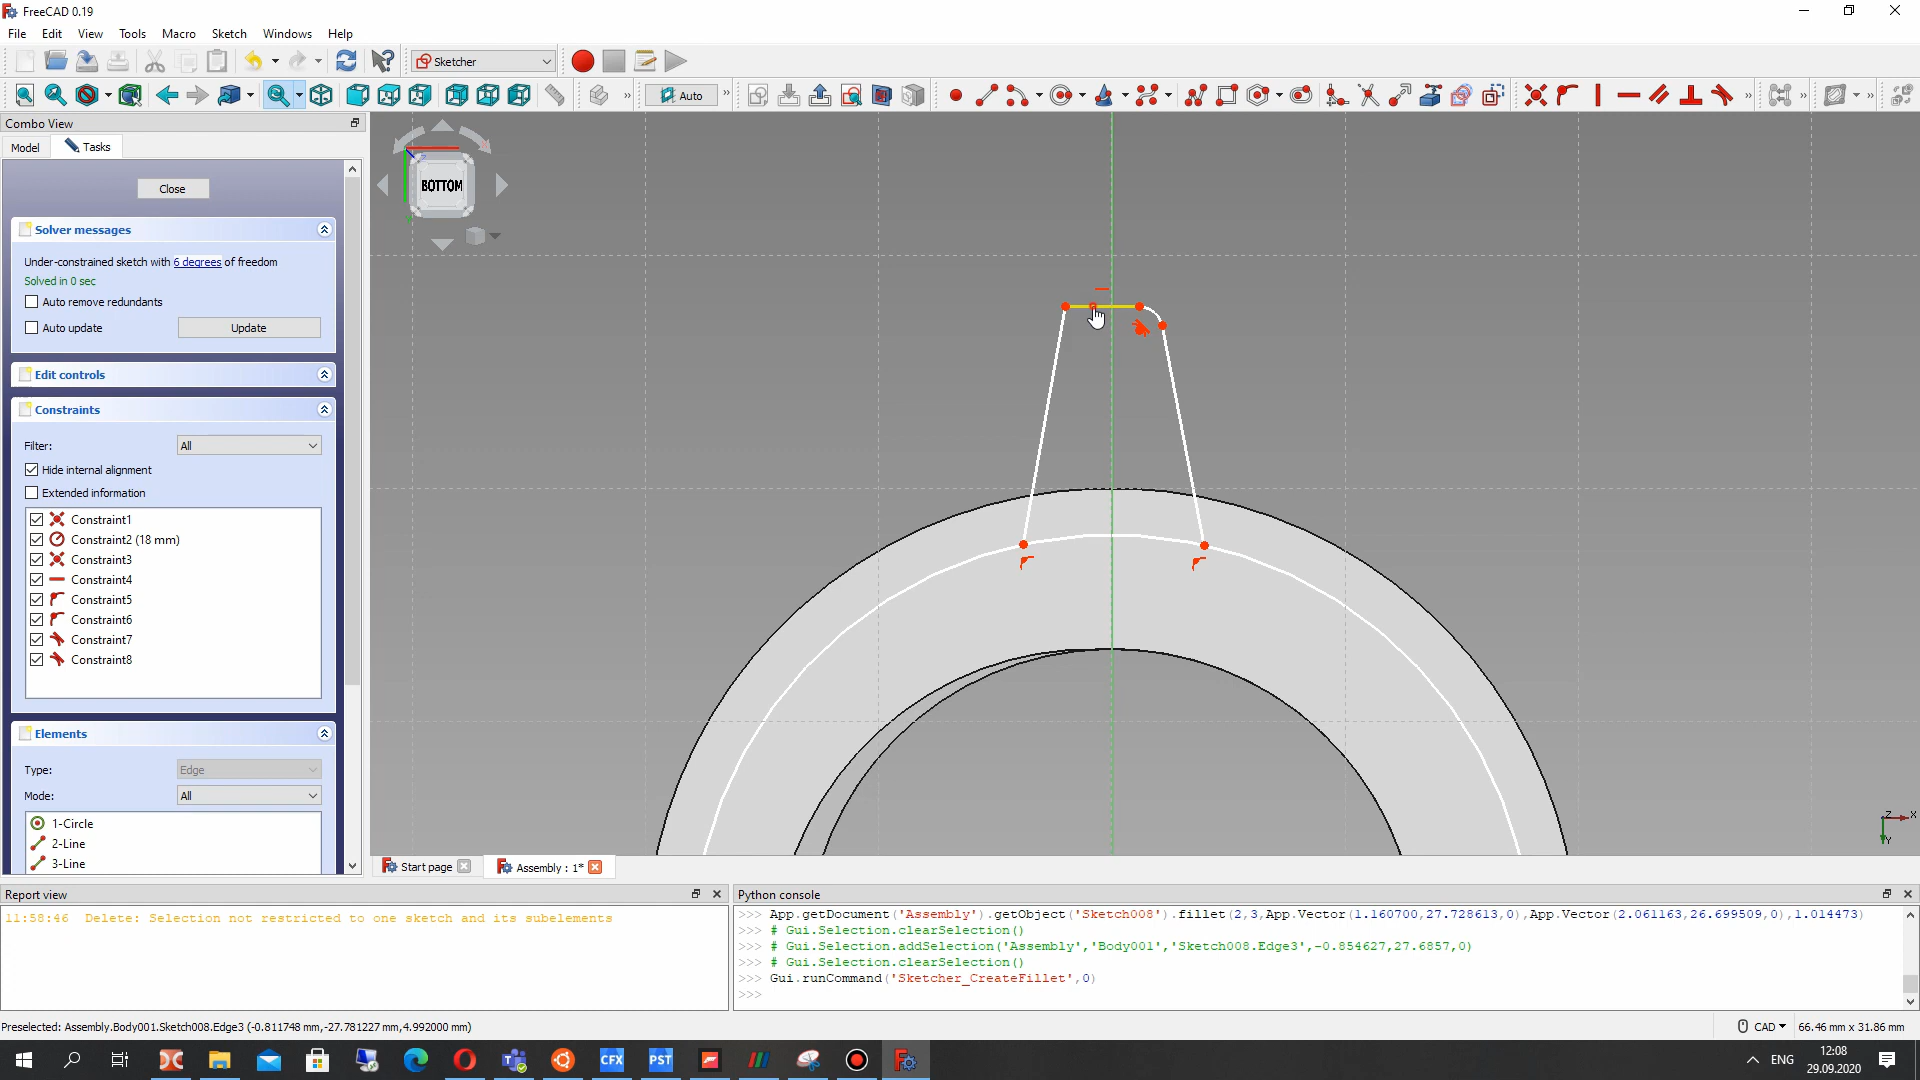 FreeCAD 0.19
File Edit View Tools Macro Sketch Windows Help
Sketcher
Auto
Combo View
Model Tasks
Close
Solver messages
Under-constrained sketch with 6 degrees of freedom
Solved in 0 sec
Auto remove redundants
Auto update Update
Edit controls
Constraints
Filter: All
Hide internal alignment
Extended information
Constraint1
Constraint2 (18 mm)
Constraint3
Constraint4
Constraint5
Constraint6
Constraint7
Constraint8
Elements
Type: Edge
Mode: All
1-Circle
2-Line
3-Line
BOTTOM
Z X
Y
Start page Assembly : 1*
Report view
11:58:46 Delete: Selection not restricted to one sketch and its subelements
Python console
>>> App.getDocument('Assembly').getObject('Sketch008').fillet(2,3,App.Vector(1.160700,27.728613,0),App.Vector(2.061163,26.699509,0),1.014473)
>>> # Gui.Selection.clearSelection()
>>> # Gui.Selection.addSelection('Assembly','Body001','Sketch008.Edge3',-0.854627,27.6857,0)
>>> # Gui.Selection.clearSelection()
>>> Gui.runCommand('Sketcher_CreateFillet',0)
>>>
Preselected: Assembly.Body001.Sketch008.Edge3 (-0.811748 mm,-27.781227 mm,4.992000 mm)
CAD 66.46 mm x 31.86 mm
CFX PST
ENG 12:08
29.09.2020